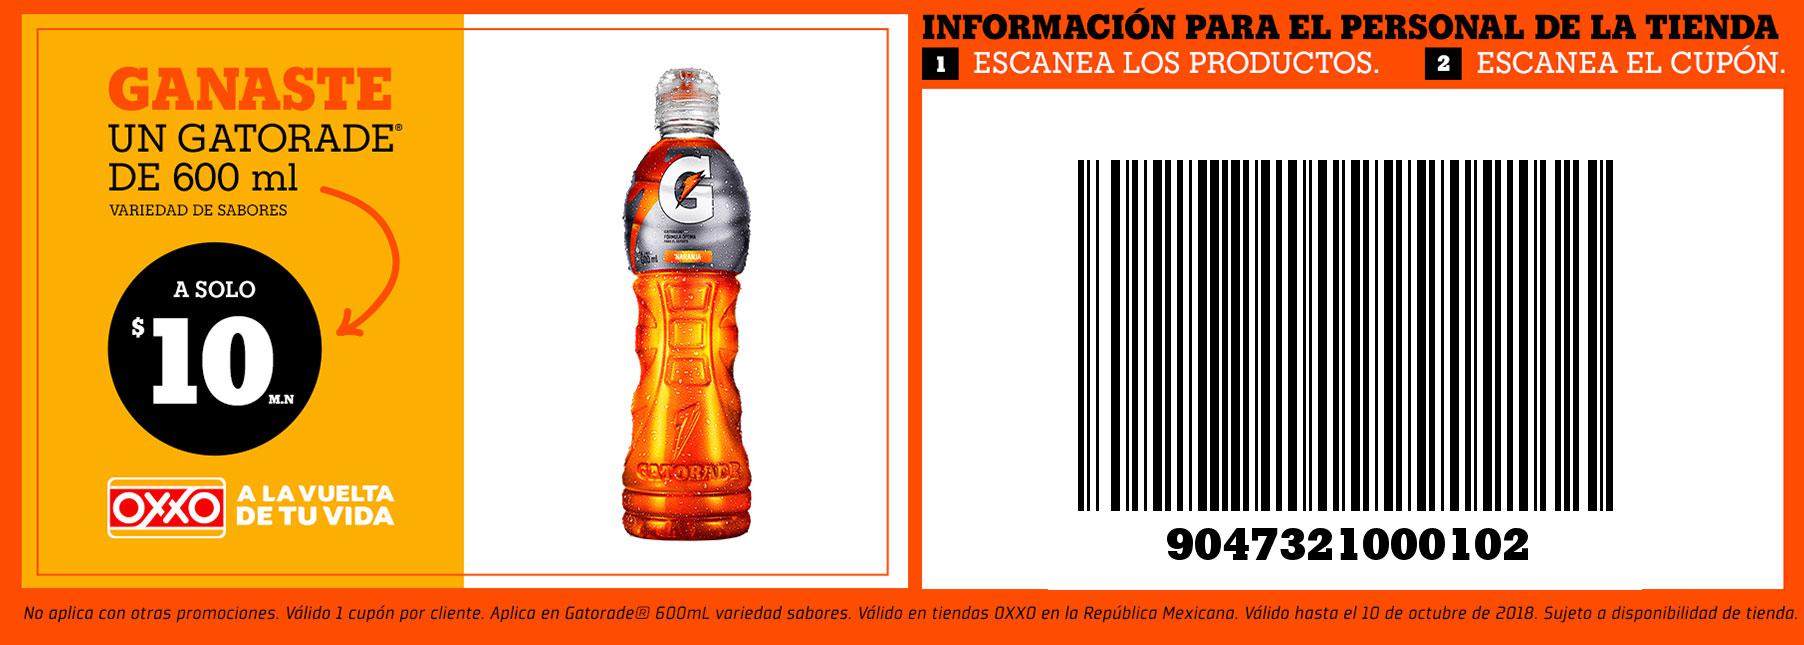 GANASTE
UN GATORADE®
DE 600 ml
VARIEDAD DE SABORES
A SOLO
$10 M.N
OXXO
A LA VUELTA
DE TU VIDA
G
FÓRMULA ÓPTIMA
NARANJA
GATORADE
INFORMACIÓN PARA EL PERSONAL DE LA TIENDA
1 ESCANEA LOS PRODUCTOS. 2 ESCANEA EL CUPÓN.
9047321000102
No aplica con otras promociones. Válido 1 cupón por cliente. Aplica en Gatorade® 600mL variedad sabores. Válido en tiendas OXXO en la República Mexicana. Válido hasta el 10 de octubre de 2018. Sujeto a disponibilidad de tienda.